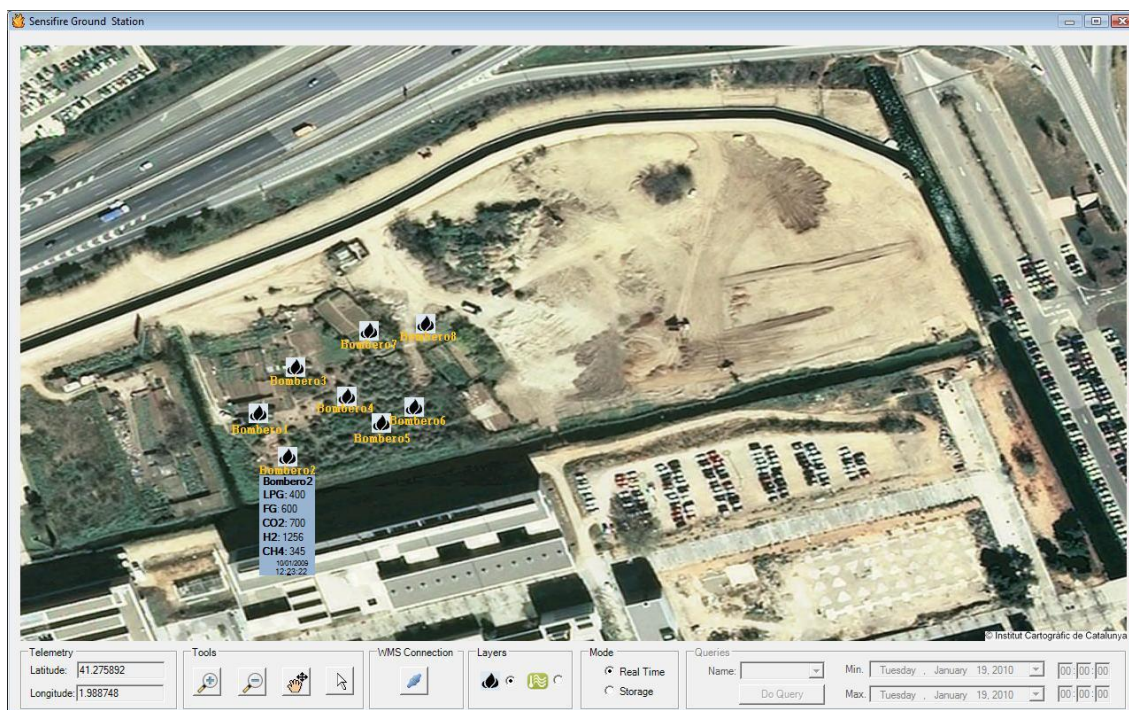 Sensifire Ground Station
Bombero7
Bombero8
Bombero3
Bombero4
Bombero6
Bombero1
Bombero5
Bombero2
Bombero2
LPG: 400
FG: 600
CO2: 700
H2: 1256
CH4: 345
10/01/2009
12:23:22
© Institut Cartogràfic de Catalunya
Telemetry
Latitude: 41.275892
Longitude: 1.988748
Tools
WMS Connection
Layers
Mode
Real Time
Storage
Queries
Name:
Do Query
Min. Tuesday , January 19, 2010 00:00:00
Max. Tuesday , January 19, 2010 00:00:00